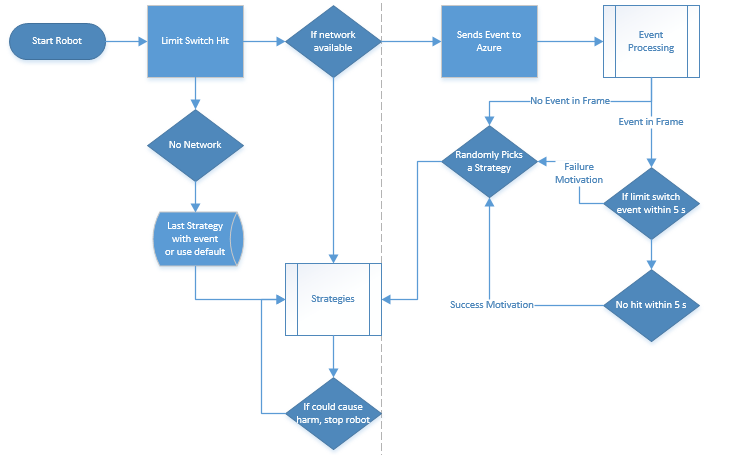 Start Robot
Limit Switch Hit
If network
available
Sends Event to
Azure
Event
Processing
No Event in Frame
Event in Frame
No Network
Randomly Picks
a Strategy
Failure
Motivation
If limit switch
event within 5 s
Last Strategy
with event
or use default
Strategies
Success Motivation
No hit within 5 s
If could cause
harm, stop robot